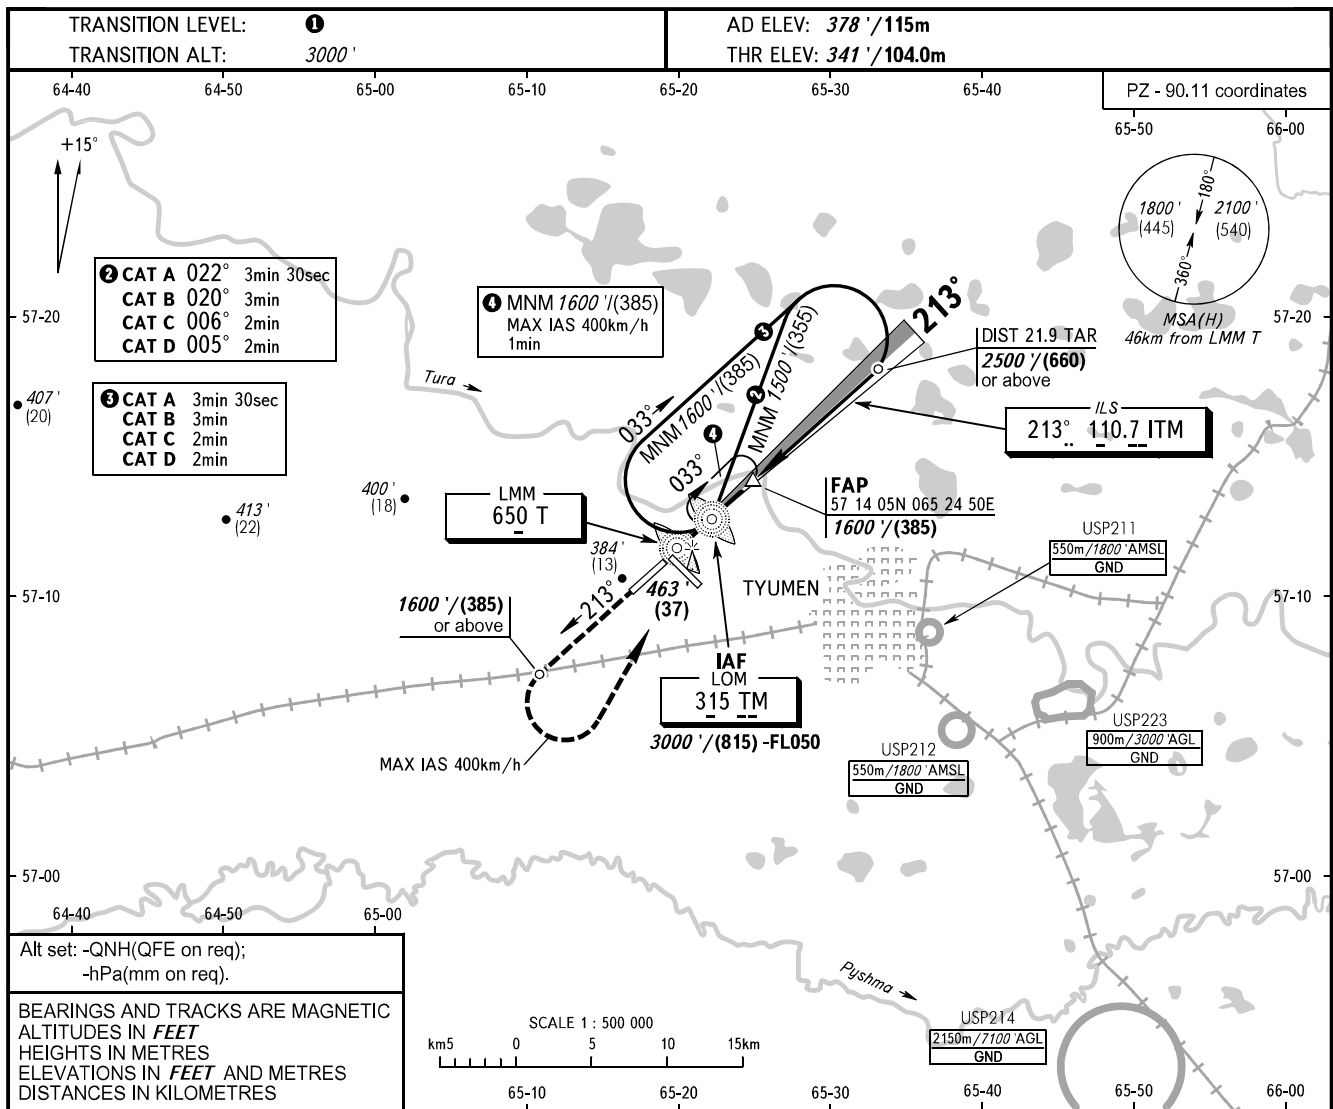 TRANSITION LEVEL: ❶
TRANSITION ALT: 3000 '
AD ELEV: 378 '/115m
THR ELEV: 341 '/104.0m
64-40 64-50 65-00 65-10 65-20 65-30 65-40
PZ - 90.11 coordinates
65-50 66-00
+15°
180°
1800 ' 2100 '
(445) (540)
360°
MSA(H)
46km from LMM T
❷ CAT A 022° 3min 30sec
CAT B 020° 3min
CAT C 006° 2min
CAT D 005° 2min
❹ MNM 1600 '/(385)
MAX IAS 400km/h
1min
213°
57-20 57-20
❸
DIST 21.9 TAR
2500 '/(660)
or above
Tura
❸ CAT A 3min 30sec
CAT B 3min
CAT C 2min
CAT D 2min
407 '
(20)
033°
MNM 1600 '/(385)
❷
MNM 1500 '/(355)
❹
033°
ILS
213° 110.7 ITM
413 '
(22)
400 '
(18)
LMM
650 T
FAP
57 14 05N 065 24 50E
1600 '/(385)
USP211
550m/1800 'AMSL
GND
384 '
(13)
213°
463 '
(37)
TYUMEN
57-10 57-10
1600 '/(385)
or above
IAF
LOM
315 TM
3000 '/(815) -FL050
MAX IAS 400km/h
USP212
550m/1800 'AMSL
GND
USP223
900m/3000 'AGL
GND
57-00 57-00
64-40 64-50 65-00
Alt set: -QNH(QFE on req);
-hPa(mm on req).
BEARINGS AND TRACKS ARE MAGNETIC
ALTITUDES IN FEET
HEIGHTS IN METRES
ELEVATIONS IN FEET AND METRES
DISTANCES IN KILOMETRES
Pyshma
SCALE 1 : 500 000
km5 0 5 10 15km
USP214
2150m/7100 'AGL
GND
65-10 65-20 65-30 65-40 65-50 66-00